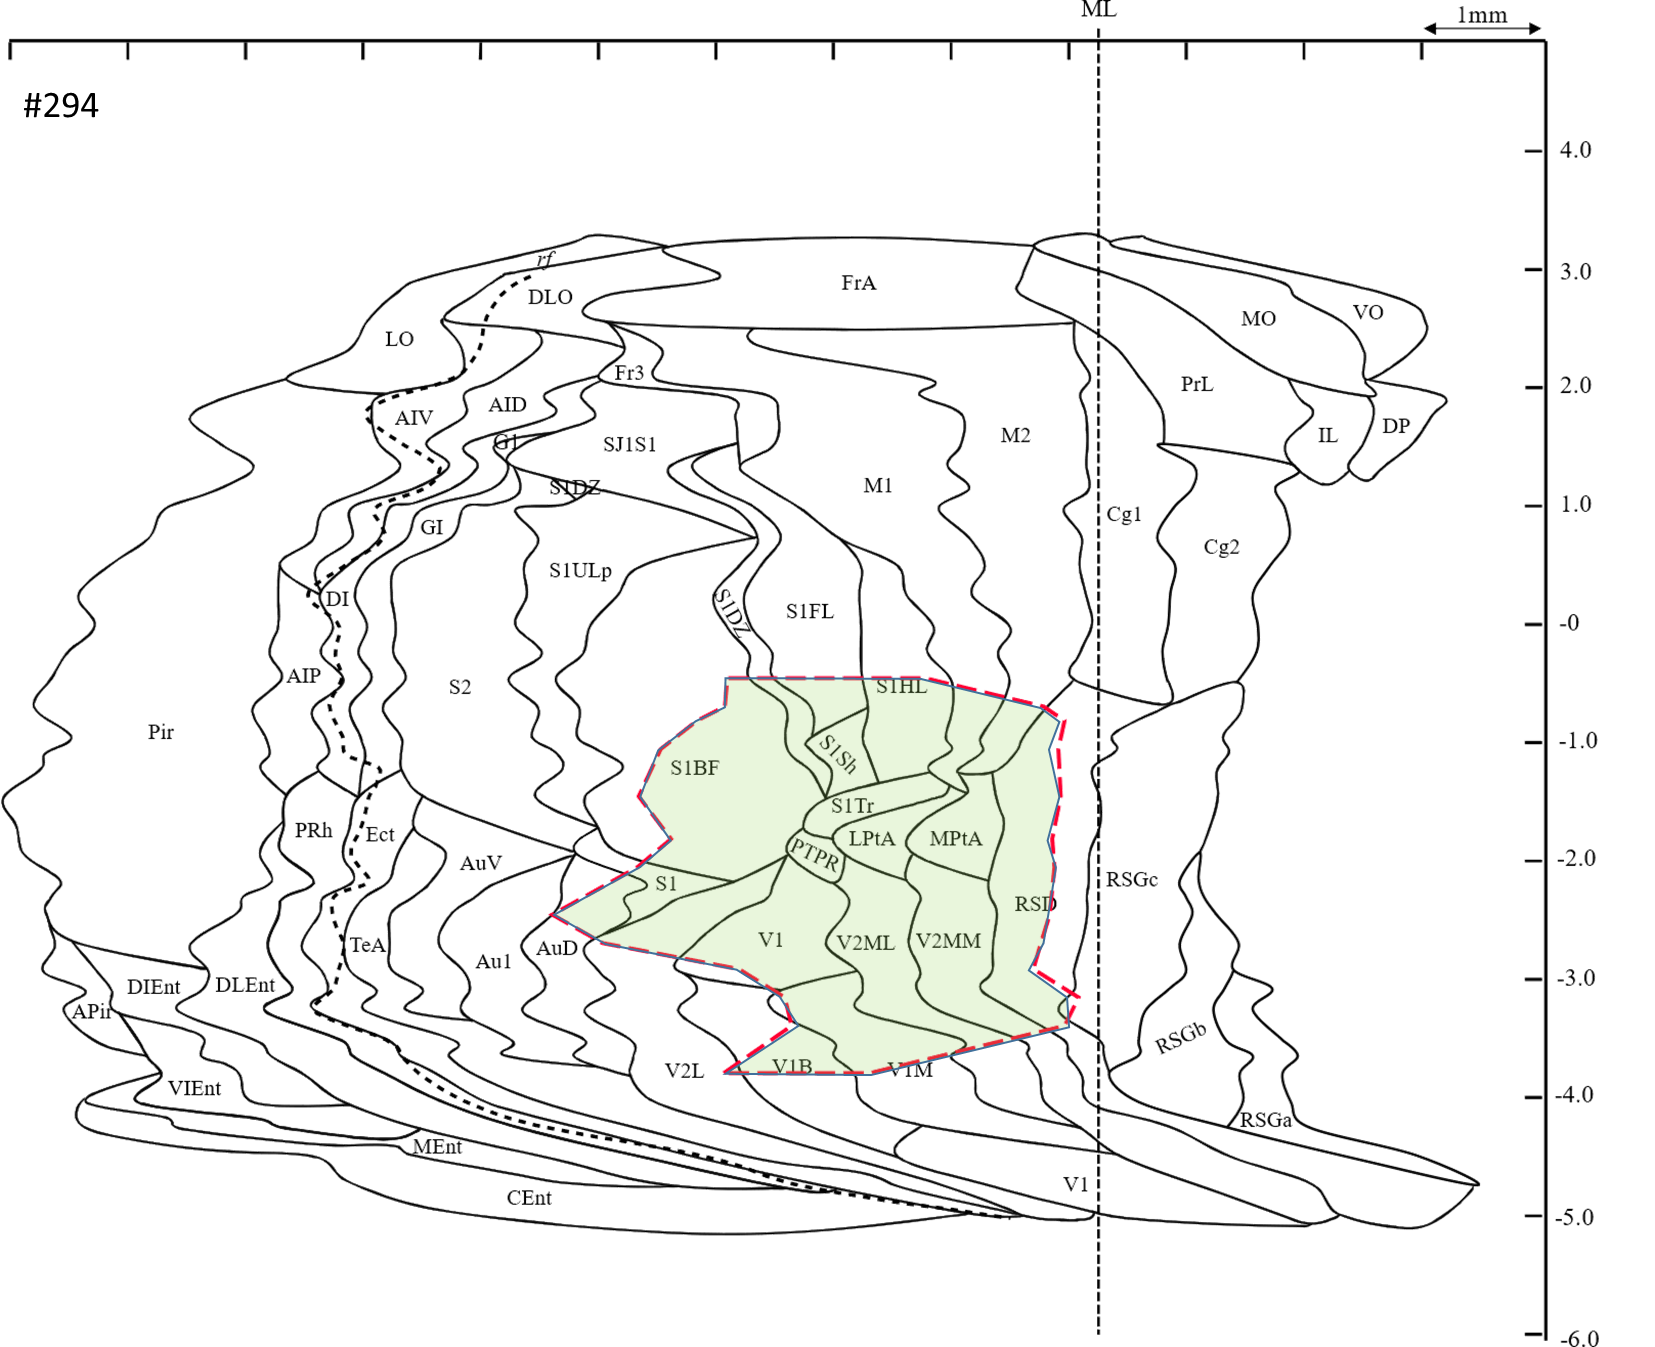 ML
1mm
#294
4.0
rf
3.0
DLO
FrA
VO
MO
LO
Fr3
PrL
2.0
AID
AIV
DP
M2
IL
G1
SJ1S1
S1DZ
M1
1.0
Cg1
GI
Cg2
S1ULp
DI
S1DZ
S1FL
-0
AIP
S2
S1HL
Pir
-1.0
S1Sh
S1BF
S1Tr
PRh
Ect
LPtA
MPtA
PTPR
-2.0
AuV
S1
RSGc
RSD
V1
V2ML
V2MM
TeA
AuD
Au1
-3.0
DIEnt
DLEnt
APir
RSGb
V2L
V1B
V1M
VIEnt
-4.0
RSGa
MEnt
V1
CEnt
-5.0
-6.0